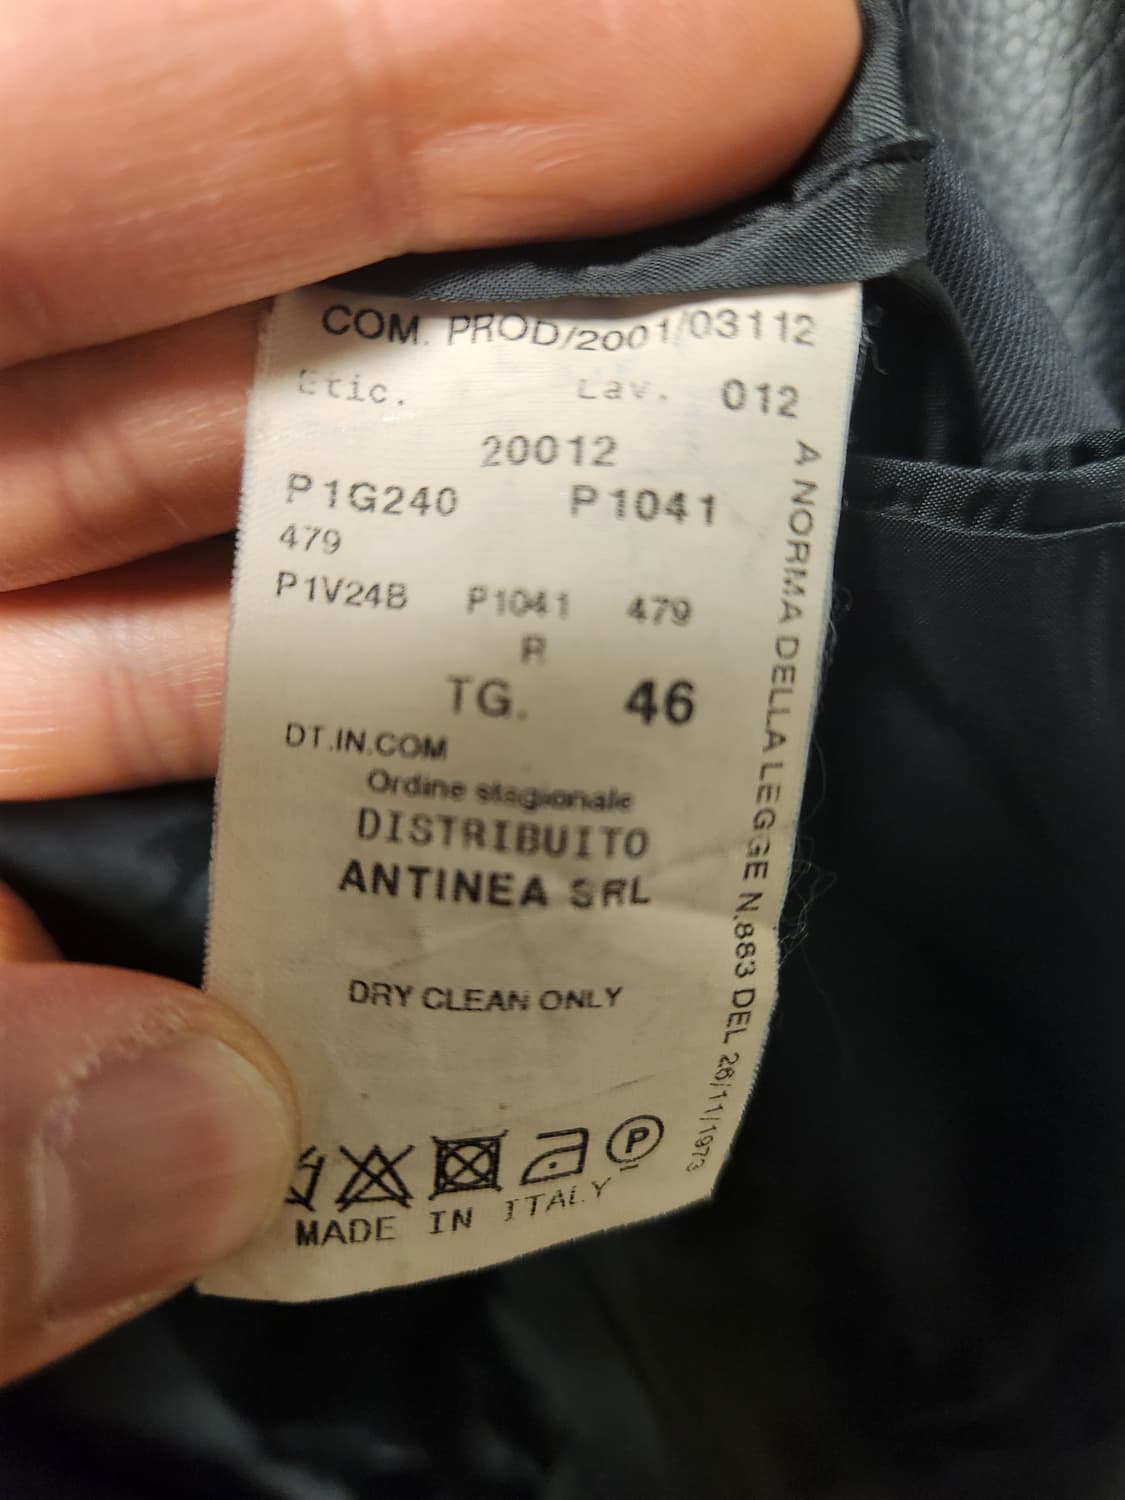 COM. PROD/2001/03112
Etic. Lav. 012
20012
P1G240 P1041
479
P1V24B P1041 479
R
TG. 46
DT.IN.COM
Ordine stagionale
DISTRIBUITO
ANTINEA SRL
DRY CLEAN ONLY
P
MADE IN ITALY
A NORMA DELLA LEGGE N.883 DEL 26/11/1973